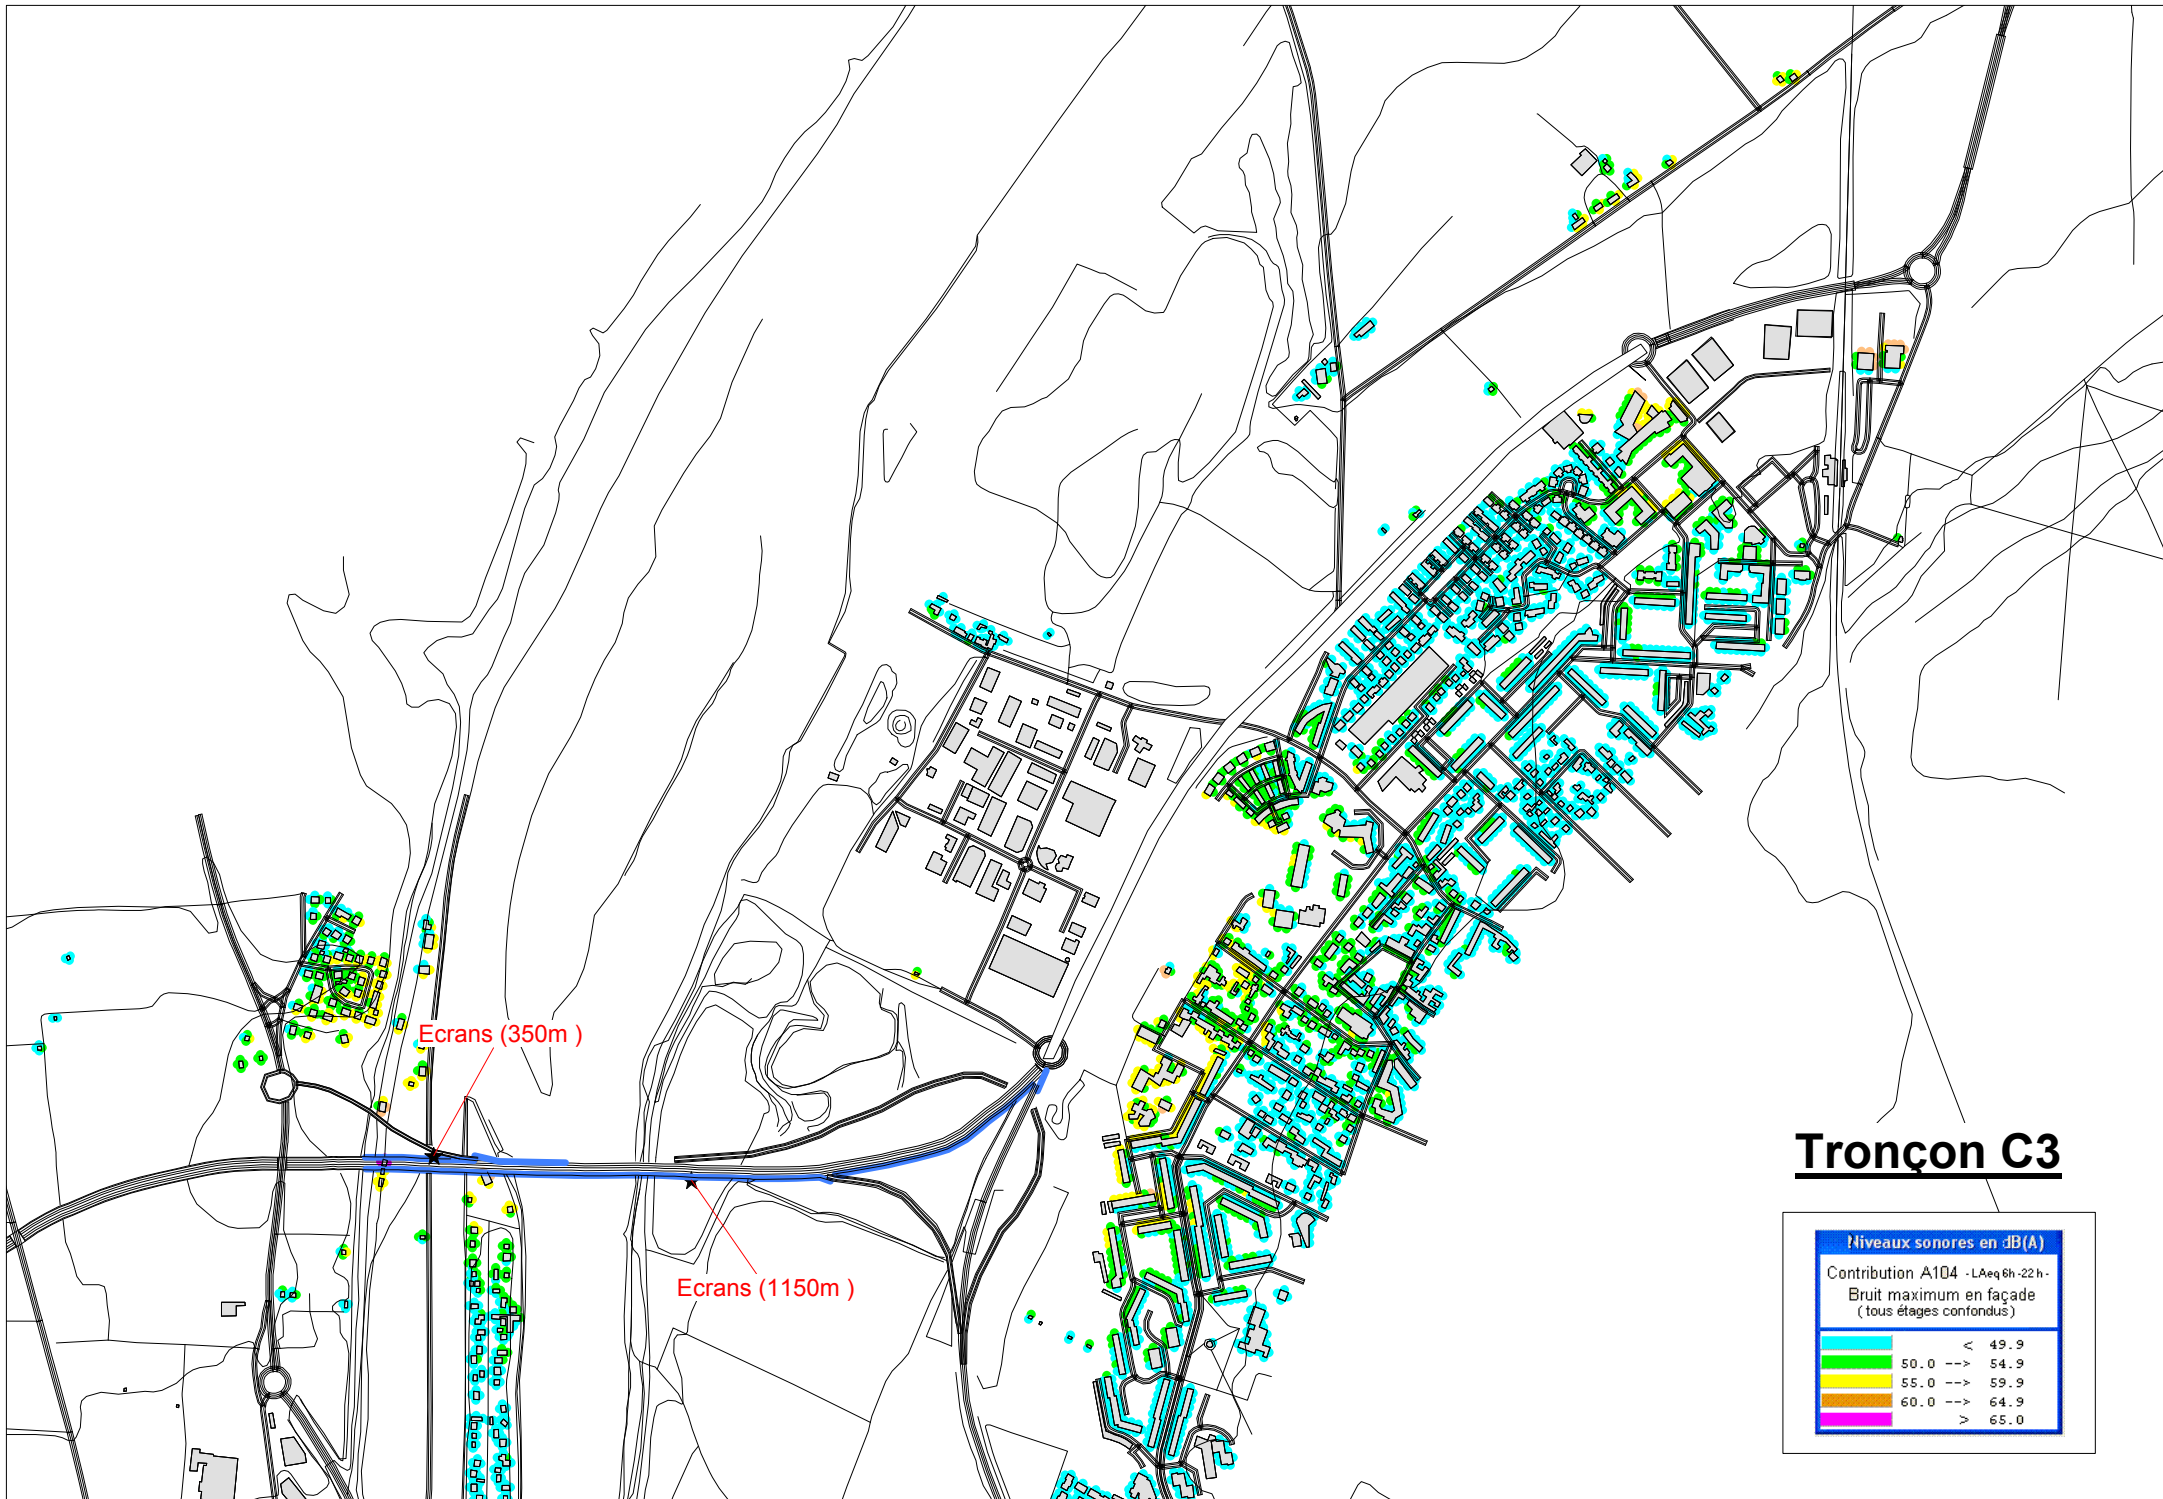 Ecrans (350m )
Ecrans (1150m )
Tronçon C3
Niveaux sonores en dB(A)
Contribution A104 - LAeq 6h-22h-
Bruit maximum en façade
( tous étages confondus )
< 49.9
50.0 --> 54.9
55.0 --> 59.9
60.0 --> 64.9
> 65.0